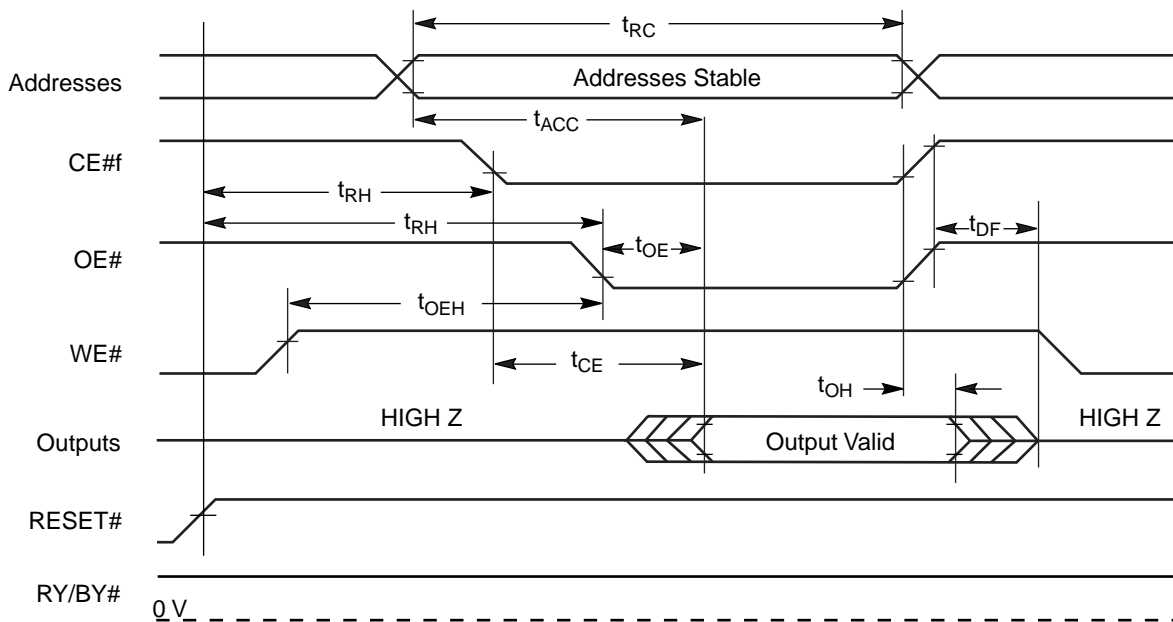 tRC
Addresses
Addresses Stable
tACC
CE#f
tRH
tRH
tOE
tDF
OE#
tOEH
WE#
tCE
tOH
HIGH Z
HIGH Z
Outputs
Output Valid
RESET#
RY/BY#
0 V